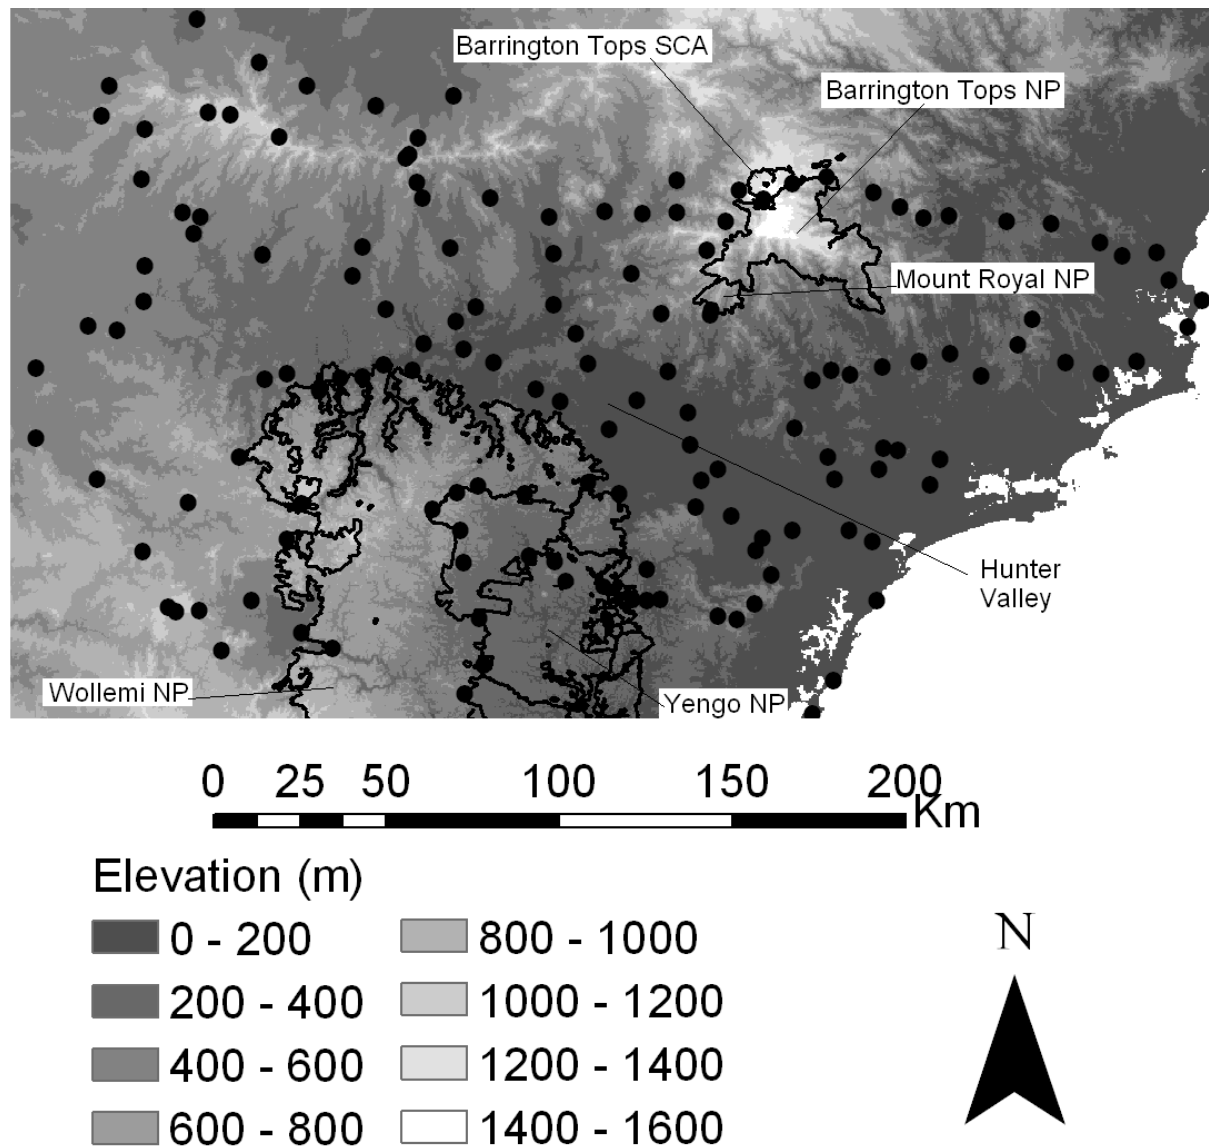 Barrington Tops SCA
Barrington Tops NP
Mount Royal NP
Hunter
Valley
Wollemi NP
Yengo NP
0 25 50 100 150 200
Km
Elevation (m)
0 - 200
200 - 400
400 - 600
600 - 800
800 - 1000
1000 - 1200
1200 - 1400
1400 - 1600
N